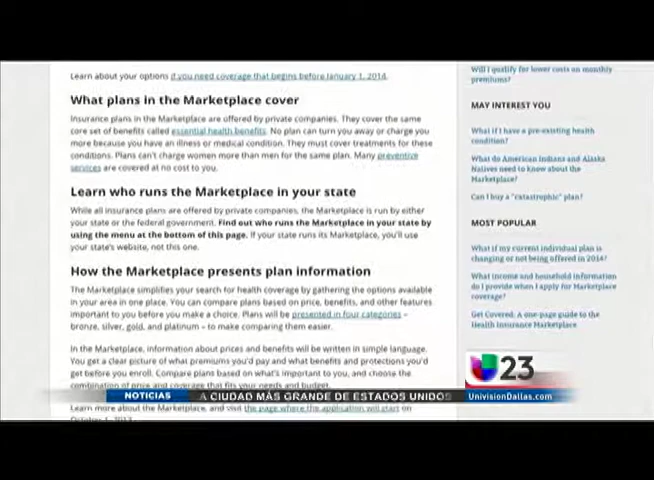 Learn about your options if you need coverage that begins before January 1, 2014.
What plans in the Marketplace cover
Insurance plans in the Marketplace are offered by private companies. They cover the same
core set of benefits called essential health benefits. No plan can turn you away or charge you
more because you have an illness or medical condition. They must cover treatments for these
conditions. Plans can't charge women more than men for the same plan. Many preventive
services are covered at no cost to you.
Learn who runs the Marketplace in your state
While all insurance plans are offered by private companies, the Marketplace is run by either
your state or the federal government. Find out who runs the Marketplace in your state by
using the menu at the bottom of this page. If your state runs its Marketplace, you'll use
your state's website, not this one.
How the Marketplace presents plan information
The Marketplace simplifies your search for health coverage by gathering the options available
in your area in one place. You can compare plans based on price, benefits, and other features
important to you before you make a choice. Plans will be presented in four categories –
bronze, silver, gold, and platinum – to make comparing them easier.
In the Marketplace, information about prices and benefits will be written in simple language.
You get a clear picture of what premiums you'd pay and what benefits and protections you'd
get before you enroll. Compare plans based on what's important to you, and choose the
combination of price and coverage that fits your needs and budget.
Learn more about the Marketplace, and visit the page where the application will start on
October 1, 2013
Will I qualify for lower costs on monthly
premiums?
MAY INTEREST YOU
What if I have a pre-existing health
condition?
What do American Indians and Alaska
Natives need to know about the
Marketplace?
Can I buy a "catastrophic" plan?
MOST POPULAR
What if my current individual plan is
changing or not being offered in 2014?
What income and household information
do I provide when I apply for Marketplace
coverage?
Get Covered: A one-page guide to the
Health Insurance Marketplace
23
NOTICIAS
A CIUDAD MÁS GRANDE DE ESTADOS UNIDOS
UnivisionDallas.com